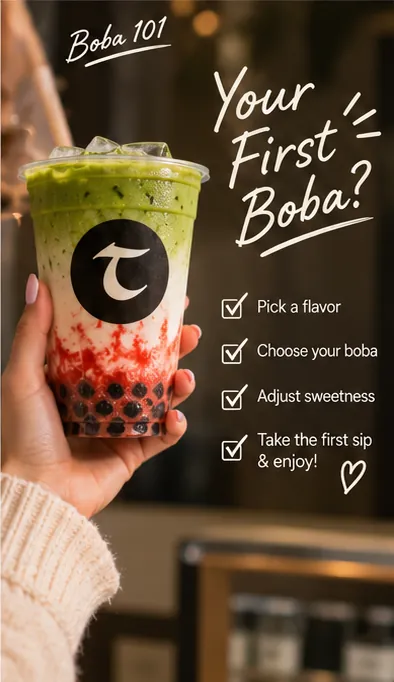 Boba 101
Your
First
Boba?
Pick a flavor
Choose your boba
Adjust sweetness
Take the first sip
& enjoy!